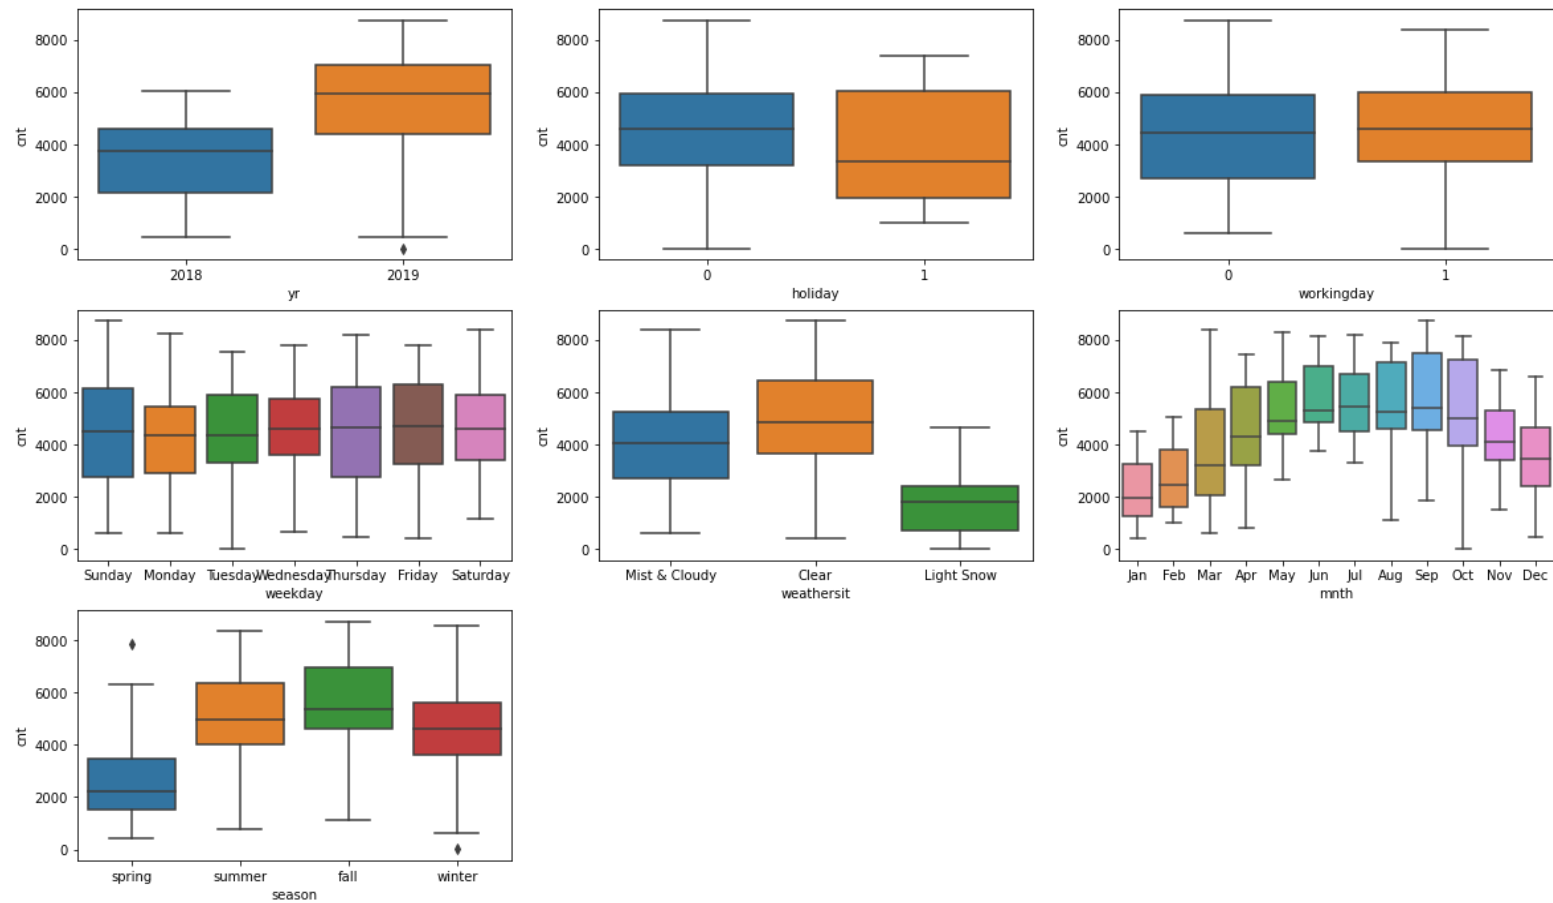 cnt
8000
6000
4000
2000
0
2018 2019
yr
cnt
8000
6000
4000
2000
0
0 1
holiday
cnt
8000
6000
4000
2000
0
0 1
workingday
cnt
8000
6000
4000
2000
0
Sunday Monday Tuesday Wednesday Thursday Friday Saturday
weekday
cnt
8000
6000
4000
2000
0
Mist & Cloudy Clear Light Snow
weathersit
cnt
8000
6000
4000
2000
0
Jan Feb Mar Apr May Jun Jul Aug Sep Oct Nov Dec
mnth
cnt
8000
6000
4000
2000
0
spring summer fall winter
season